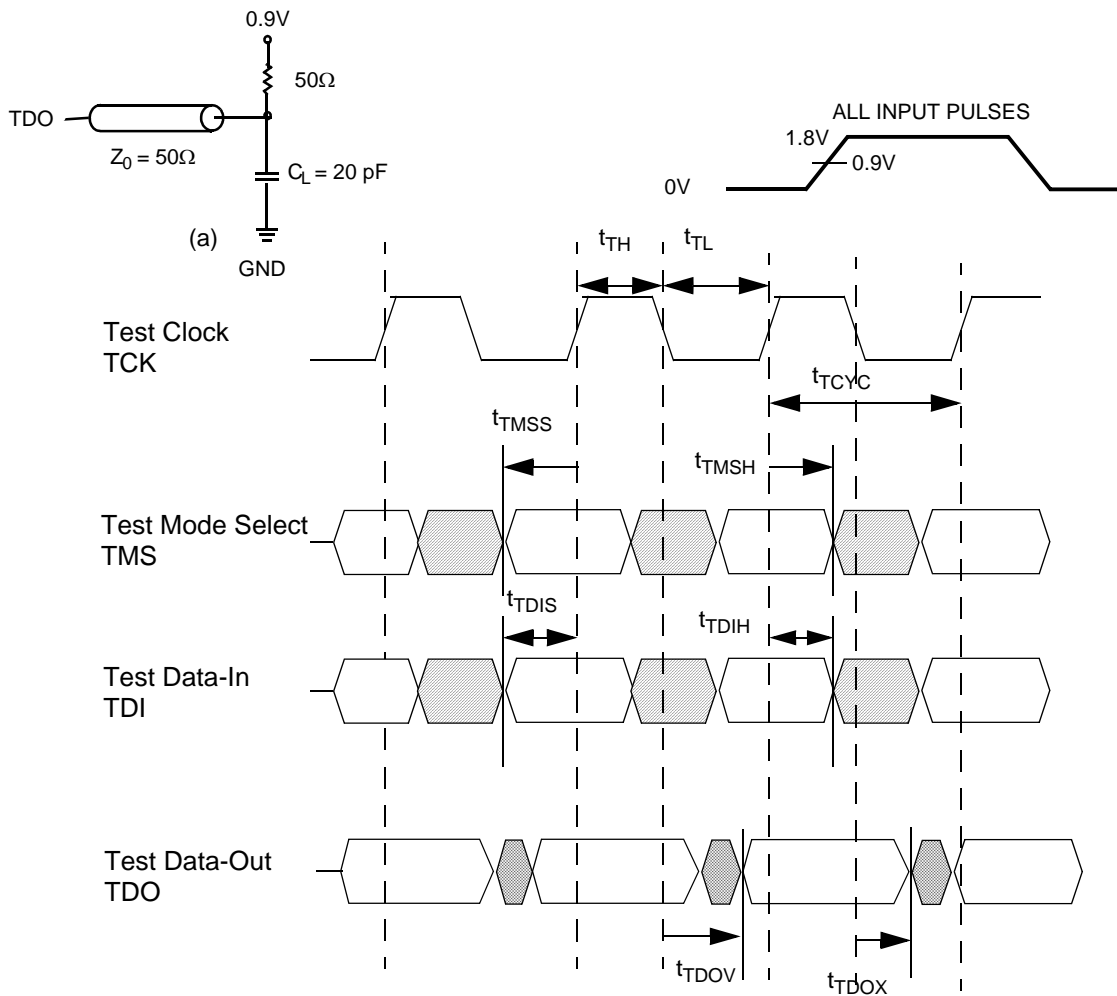 0.9V
50Ω
TDO
Z0 = 50Ω
CL = 20 pF
(a)
GND
ALL INPUT PULSES
1.8V
0.9V
0V
tTH
tTL
Test Clock
TCK
tTCYC
tTMSS
tTMSH
Test Mode Select
TMS
tTDIS
tTDIH
Test Data-In
TDI
Test Data-Out
TDO
tTDOV
tTDOX